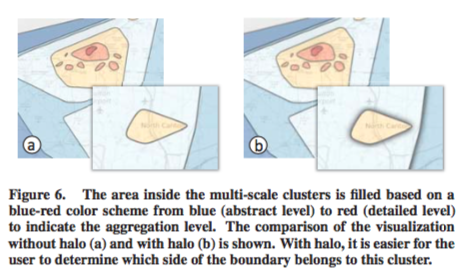 North Caro
North Caro
a
b
Figure 6. The area inside the multi-scale clusters is filled based on a
blue-red color scheme from blue (abstract level) to red (detailed level)
to indicate the aggregation level. The comparison of the visualization
without halo (a) and with halo (b) is shown. With halo, it is easier for the
user to determine which side of the boundary belongs to this cluster.